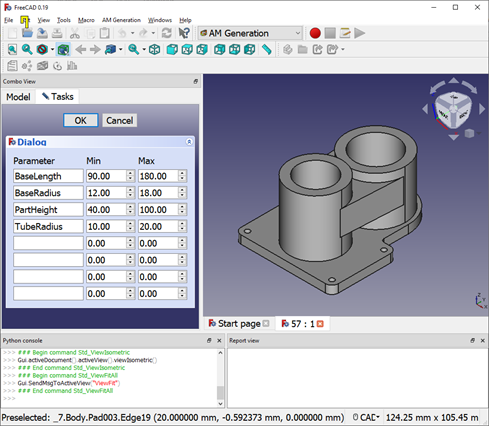 FreeCAD 0.19
File View Tools Macro AM Generation Windows Help
AM Generation
Combo View
Model Tasks
OK Cancel
Dialog
Parameter Min Max
BaseLength 90.00 180.00
BaseRadius 12.00 18.00
PartHeight 40.00 100.00
TubeRadius 10.00 20.00
0.00 0.00
0.00 0.00
0.00 0.00
0.00 0.00
Start page 57 : 1
Python console
>>> ### Begin command Std_ViewIsometric
>>> Gui.activeDocument().activeView().viewIsometric()
>>> ### End command Std_ViewIsometric
>>> ### Begin command Std_ViewFitAll
>>> Gui.SendMsgToActiveView("ViewFit")
>>> ### End command Std_ViewFitAll
>>>
Report view
Preselected: _7.Body.Pad003.Edge19 (20.000000 mm, -0.592373 mm, 0.000000 mm) CAD 124.25 mm x 105.45 m